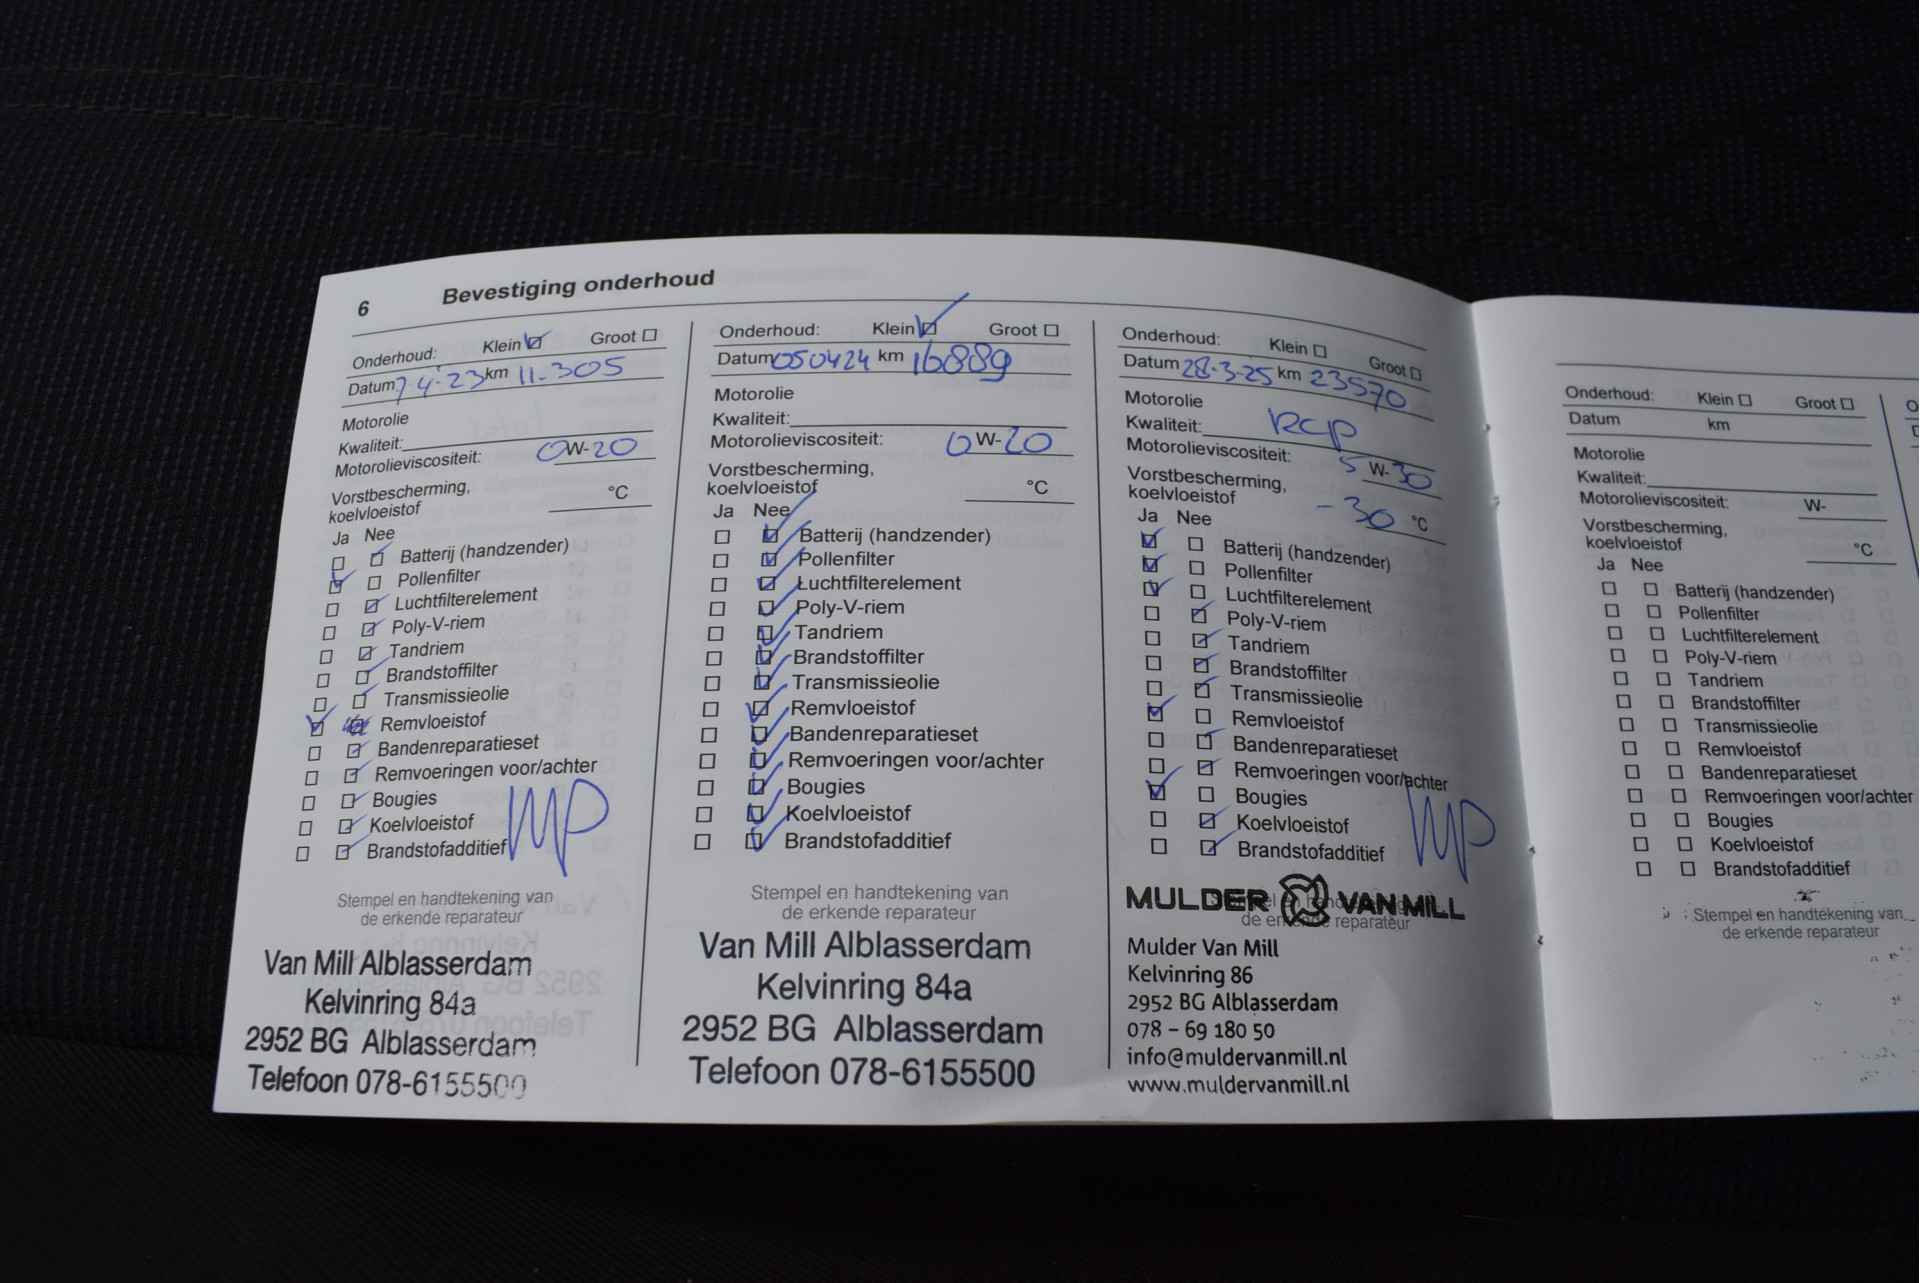 6 Bevestiging onderhoud
Onderhoud: Klein Groot
Datum 7 4-23 km 11.305
Motorolie
Kwaliteit:
Motorolieviscositeit: 0W-20
Vorstbescherming,
koelvloeistof °C
Ja Nee
Batterij (handzender)
Pollenfilter
Luchtfilterelement
Poly-V-riem
Tandriem
Brandstoffilter
Transmissieolie
Remvloeistof
Bandenreparatieset
Remvoeringen voor/achter
Bougies
Koelvloeistof
Brandstofadditief
Stempel en handtekening van
de erkende reparateur
Van Mill Alblasserdam
Kelvinring 84a
2952 BG Alblasserdam
Telefoon 078-6155500
Onderhoud: Klein Groot
Datum 050424 km 16889
Motorolie
Kwaliteit:
Motorolieviscositeit: 0W-20
Vorstbescherming,
koelvloeistof °C
Ja Nee
Batterij (handzender)
Pollenfilter
Luchtfilterelement
Poly-V-riem
Tandriem
Brandstoffilter
Transmissieolie
Remvloeistof
Bandenreparatieset
Remvoeringen voor/achter
Bougies
Koelvloeistof
Brandstofadditief
Stempel en handtekening van
de erkende reparateur
Van Mill Alblasserdam
Kelvinring 84a
2952 BG Alblasserdam
Telefoon 078-6155500
Onderhoud: Klein Groot
Datum 28-3-25 km 23570
Motorolie
Kwaliteit: RCP
Motorolieviscositeit: 5W-30
Vorstbescherming,
koelvloeistof -30 °C
Ja Nee
Batterij (handzender)
Pollenfilter
Luchtfilterelement
Poly-V-riem
Tandriem
Brandstoffilter
Transmissieolie
Remvloeistof
Bandenreparatieset
Remvoeringen voor/achter
Bougies
Koelvloeistof
Brandstofadditief
MULDER VAN MILL
Stempel en handtekening
de erkende reparateur
Mulder Van Mill
Kelvinring 86
2952 BG Alblasserdam
078 - 69 180 50
info@muldervanmill.nl
www.muldervanmill.nl
Onderhoud: Klein Groot
Datum km
Motorolie
Kwaliteit:
Motorolieviscositeit: W-
Vorstbescherming,
koelvloeistof °C
Ja Nee
Batterij (handzender)
Pollenfilter
Luchtfilterelement
Poly-V-riem
Tandriem
Brandstoffilter
Transmissieolie
Remvloeistof
Bandenreparatieset
Remvoeringen voor/achter
Bougies
Koelvloeistof
Brandstofadditief
Stempel en handtekening van
de erkende reparateur